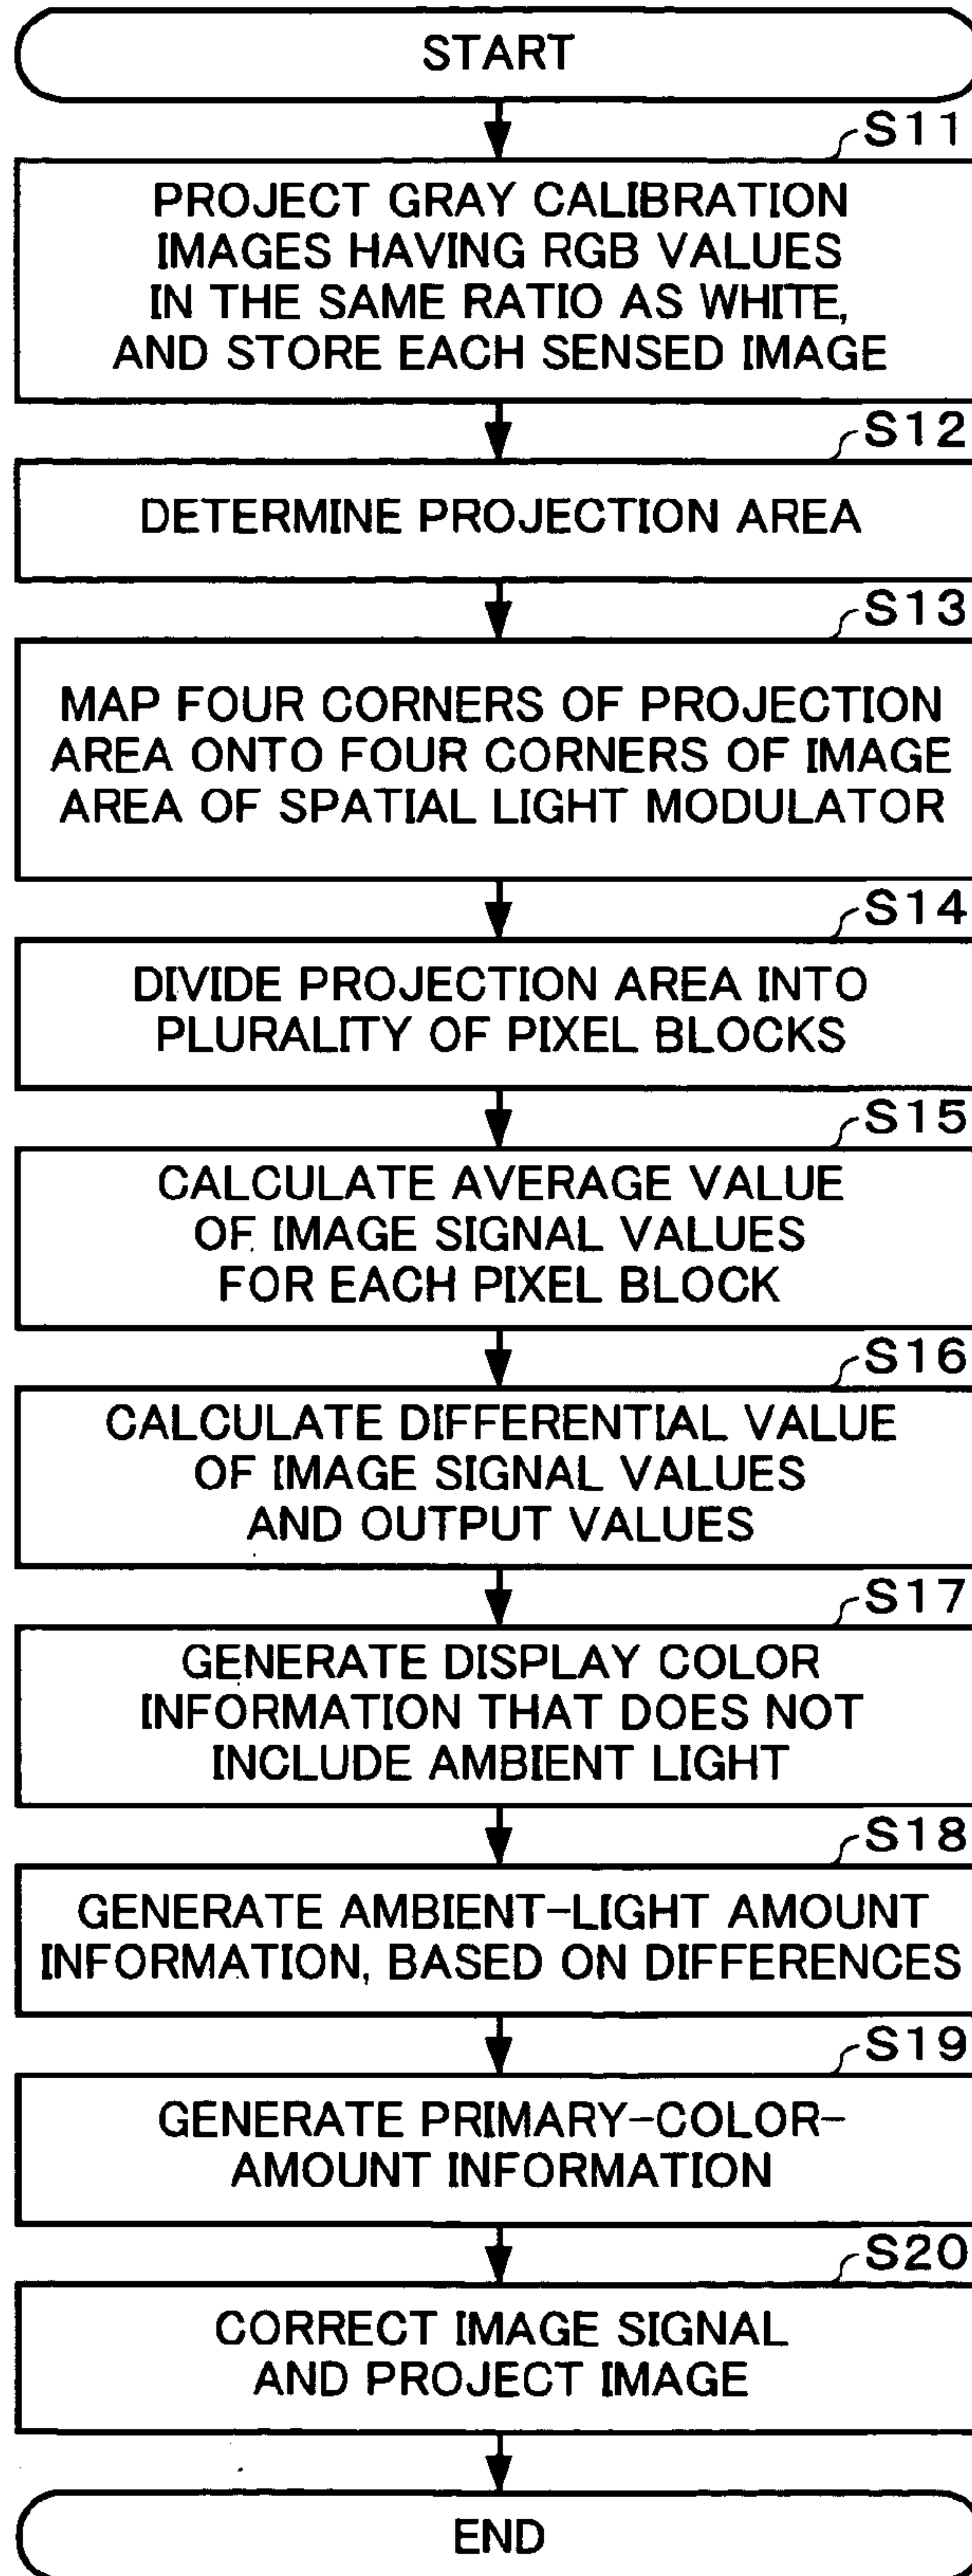 START
S11
PROJECT GRAY CALIBRATION
IMAGES HAVING RGB VALUES
IN THE SAME RATIO AS WHITE,
AND STORE EACH SENSED IMAGE
S12
DETERMINE PROJECTION AREA
S13
MAP FOUR CORNERS OF PROJECTION
AREA ONTO FOUR CORNERS OF IMAGE
AREA OF SPATIAL LIGHT MODULATOR
S14
DIVIDE PROJECTION AREA INTO
PLURALITY OF PIXEL BLOCKS
S15
CALCULATE AVERAGE VALUE
OF IMAGE SIGNAL VALUES
FOR EACH PIXEL BLOCK
S16
CALCULATE DIFFERENTIAL VALUE
OF IMAGE SIGNAL VALUES
AND OUTPUT VALUES
S17
GENERATE DISPLAY COLOR
INFORMATION THAT DOES NOT
INCLUDE AMBIENT LIGHT
S18
GENERATE AMBIENT-LIGHT AMOUNT
INFORMATION, BASED ON DIFFERENCES
S19
GENERATE PRIMARY-COLOR-
AMOUNT INFORMATION
S20
CORRECT IMAGE SIGNAL
AND PROJECT IMAGE
END